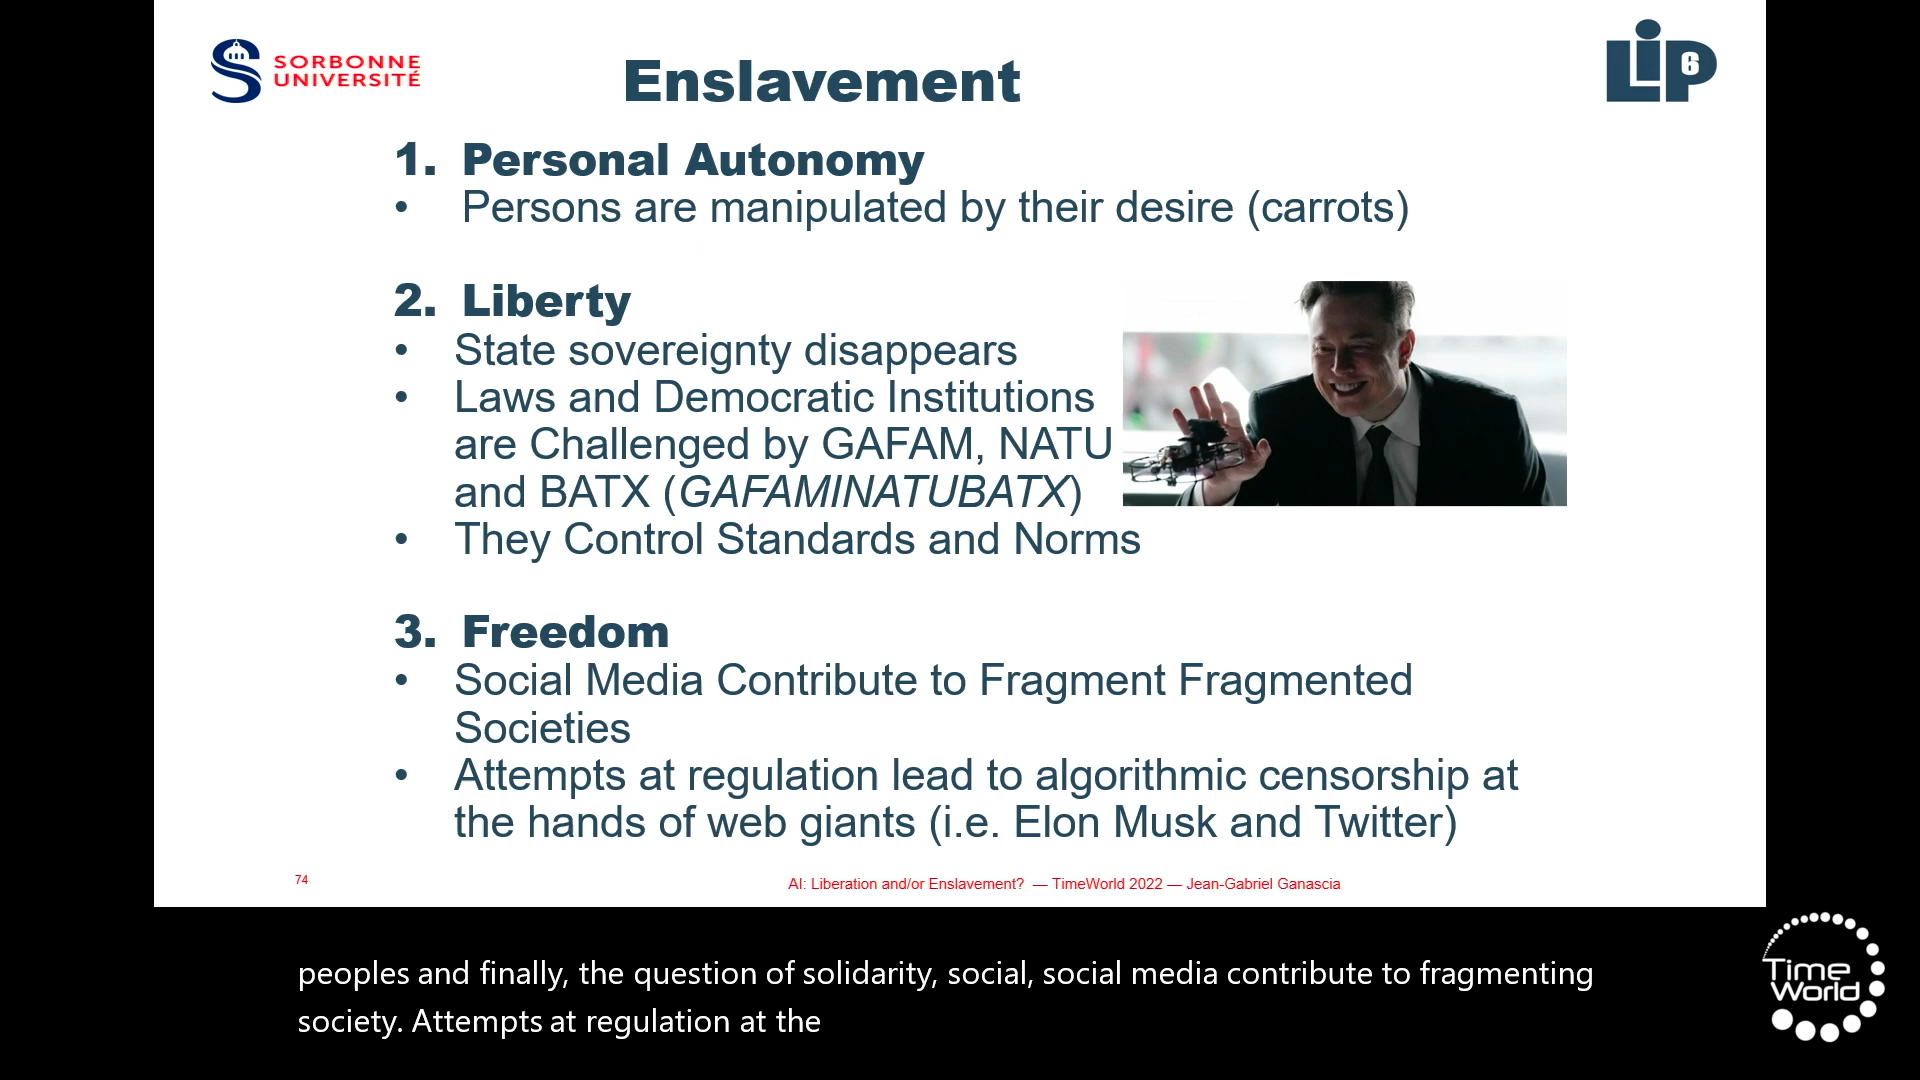 SORBONNE
UNIVERSITÉ
Enslavement
LIP6
1. Personal Autonomy
• Persons are manipulated by their desire (carrots)
2. Liberty
• State sovereignty disappears
• Laws and Democratic Institutions
are Challenged by GAFAM, NATU
and BATX (GAFAMINATUBATX)
• They Control Standards and Norms
3. Freedom
• Social Media Contribute to Fragment Fragmented
Societies
• Attempts at regulation lead to algorithmic censorship at
the hands of web giants (i.e. Elon Musk and Twitter)
74
AI: Liberation and/or Enslavement? — TimeWorld 2022 — Jean-Gabriel Ganascia
peoples and finally, the question of solidarity, social, social media contribute to fragmenting
society. Attempts at regulation at the
Time
World